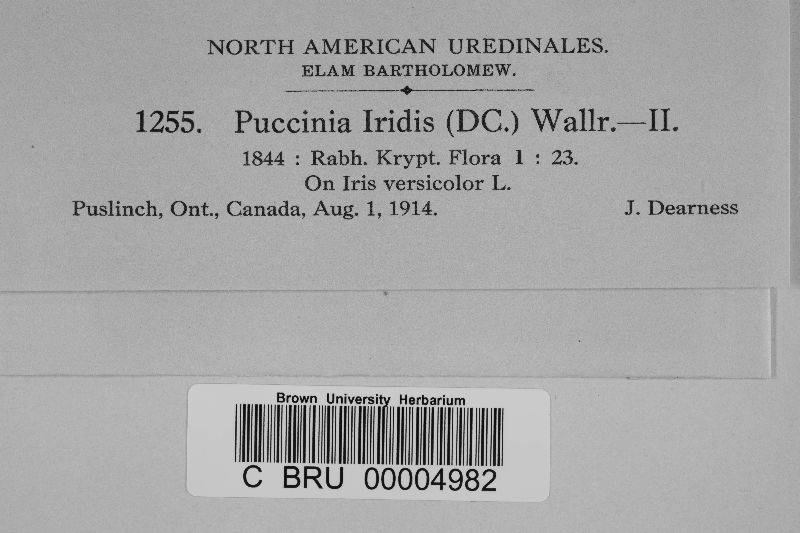 NORTH AMERICAN UREDINALES.
ELAM BARTHOLOMEW.
1255. Puccinia Iridis (DC.) Wallr.—II.
1844 : Rabh. Krypt. Flora 1 : 23.
On Iris versicolor L.
Puslinch, Ont., Canada, Aug. 1, 1914. J. Dearness
Brown University Herbarium
C BRU 00004982